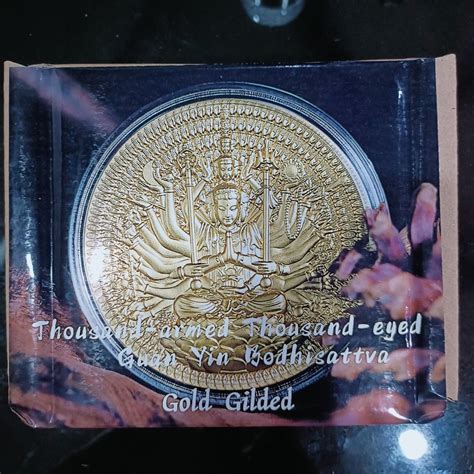 Thousand-armed Thousand-eyed
Guan Yin Bodhisattva
Gold Gilded